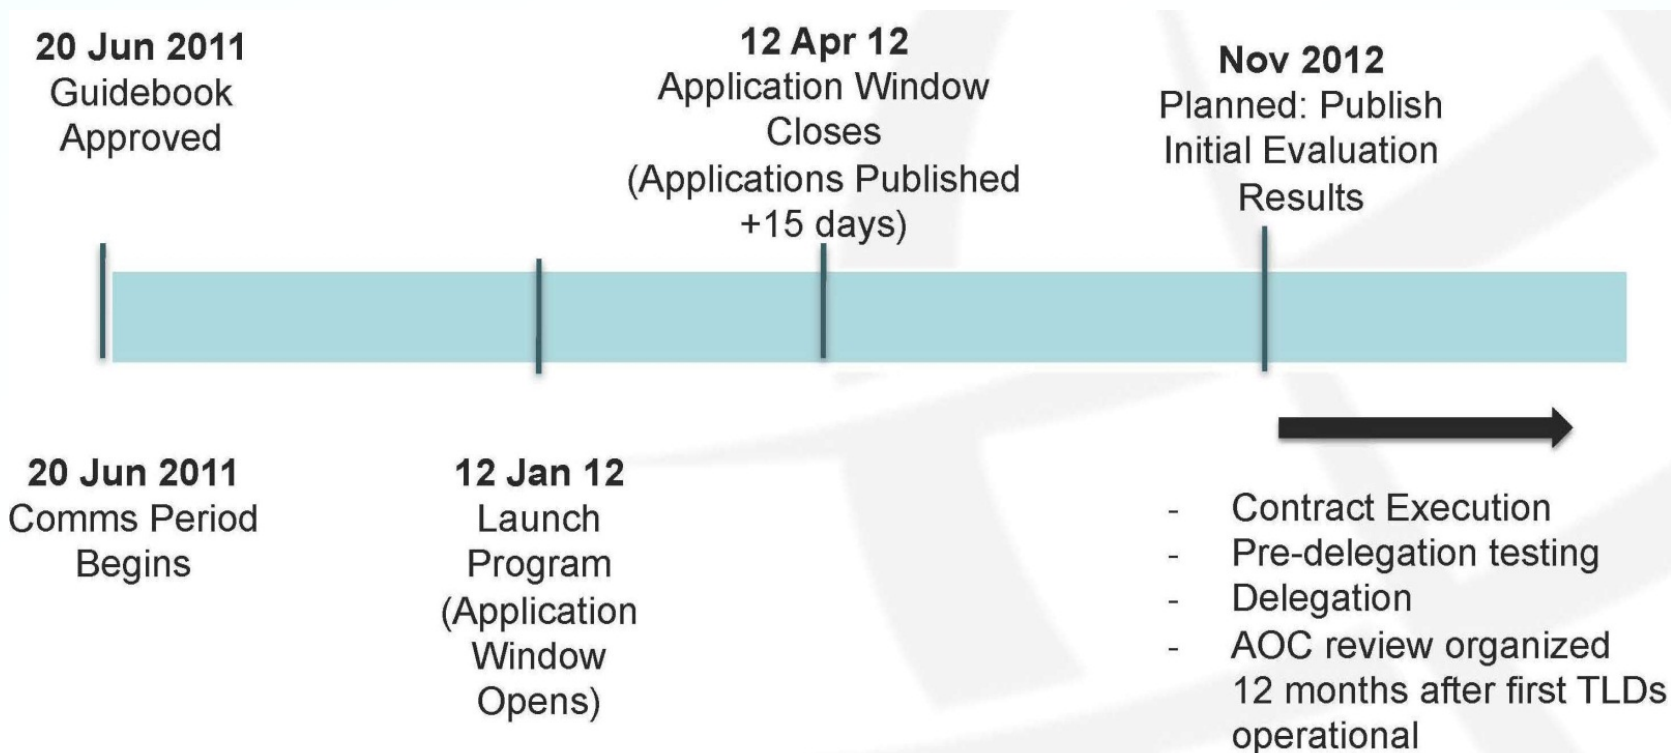 20 Jun 2011
Guidebook
Approved
12 Apr 12
Application Window
Closes
(Applications Published
+15 days)
Nov 2012
Planned: Publish
Initial Evaluation
Results
20 Jun 2011
Comms Period
Begins
12 Jan 12
Launch
Program
(Application
Window
Opens)
- Contract Execution
- Pre-delegation testing
- Delegation
- AOC review organized
12 months after first TLDs
operational